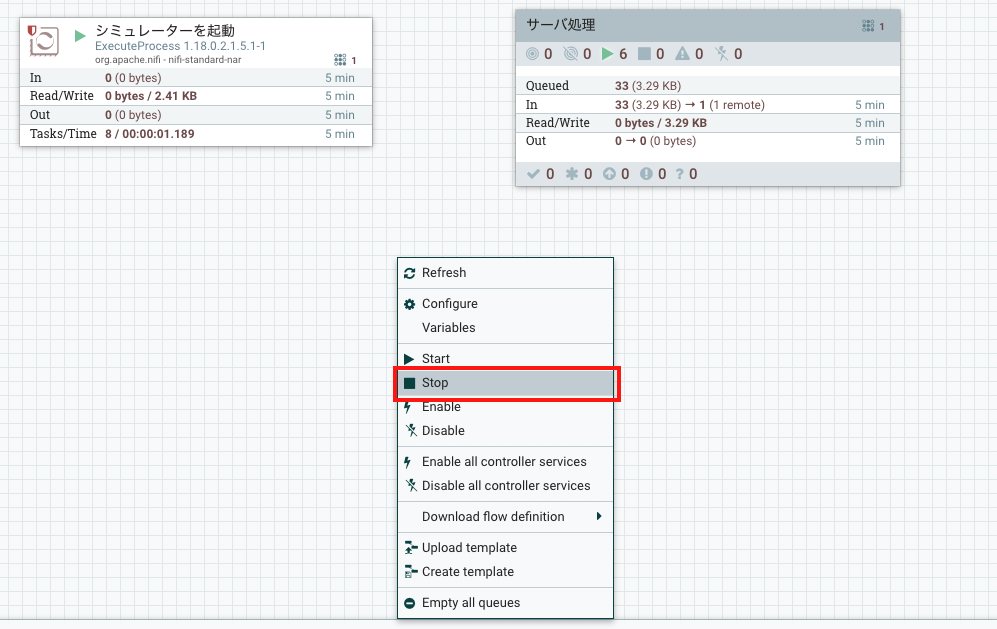 シミュレーターを起動
ExecuteProcess 1.18.0.2.1.5.1-1
org.apache.nifi - nifi-standard-nar
1
In 0 (0 bytes) 5 min
Read/Write 0 bytes / 2.41 KB 5 min
Out 0 (0 bytes) 5 min
Tasks/Time 8 / 00:00:01.189 5 min
サーバ処理 1
0 0 6 0 0 0
Queued 33 (3.29 KB)
In 33 (3.29 KB) → 1 (1 remote) 5 min
Read/Write 0 bytes / 3.29 KB 5 min
Out 0 → 0 (0 bytes) 5 min
0 0 0 0 ? 0
Refresh
Configure
Variables
Start
Stop
Enable
Disable
Enable all controller services
Disable all controller services
Download flow definition
Upload template
Create template
Empty all queues